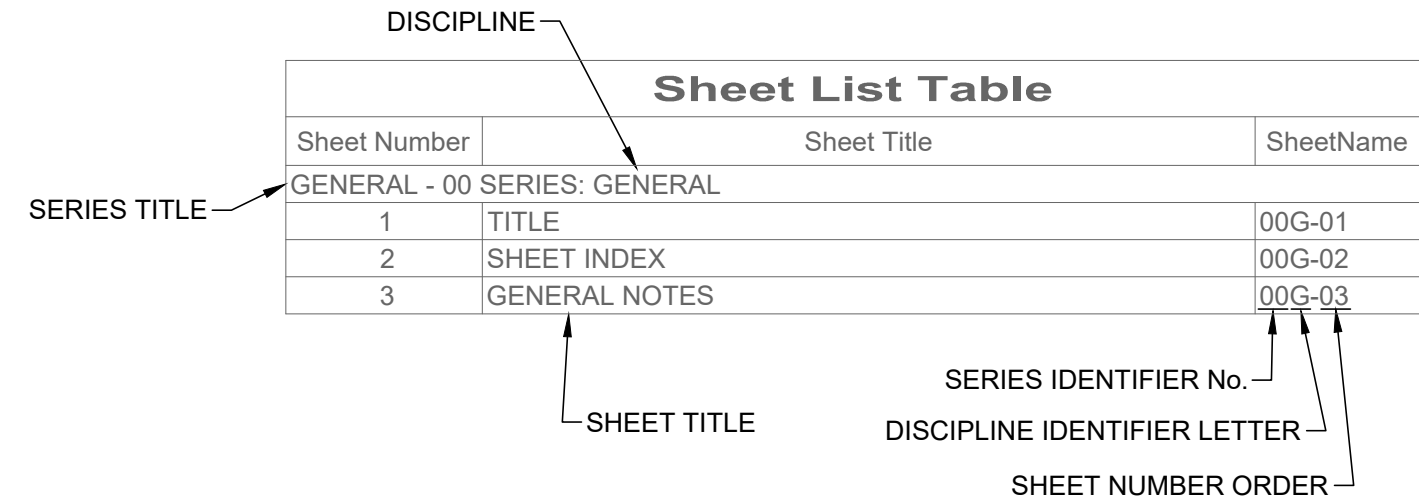 DISCIPLINE
Sheet List Table
Sheet Number Sheet Title SheetName
GENERAL - 00 SERIES: GENERAL
SERIES TITLE
1 TITLE 00G-01
2 SHEET INDEX 00G-02
3 GENERAL NOTES 00G-03
SERIES IDENTIFIER No.
SHEET TITLE
DISCIPLINE IDENTIFIER LETTER
SHEET NUMBER ORDER